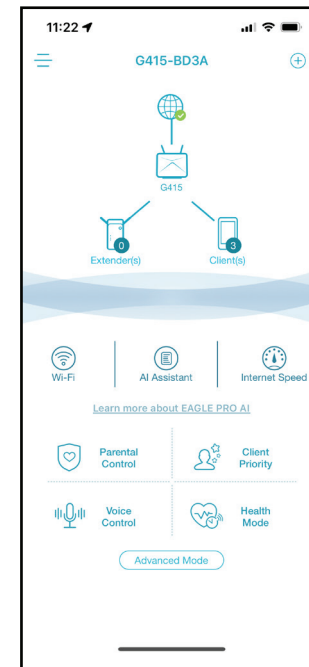 11:22
G415-BD3A
G415
0
3
Extender(s)
Client(s)
Wi-Fi
AI Assistant
Internet Speed
Learn more about EAGLE PRO AI
Parental
Control
Client
Priority
Voice
Control
Health
Mode
Advanced Mode